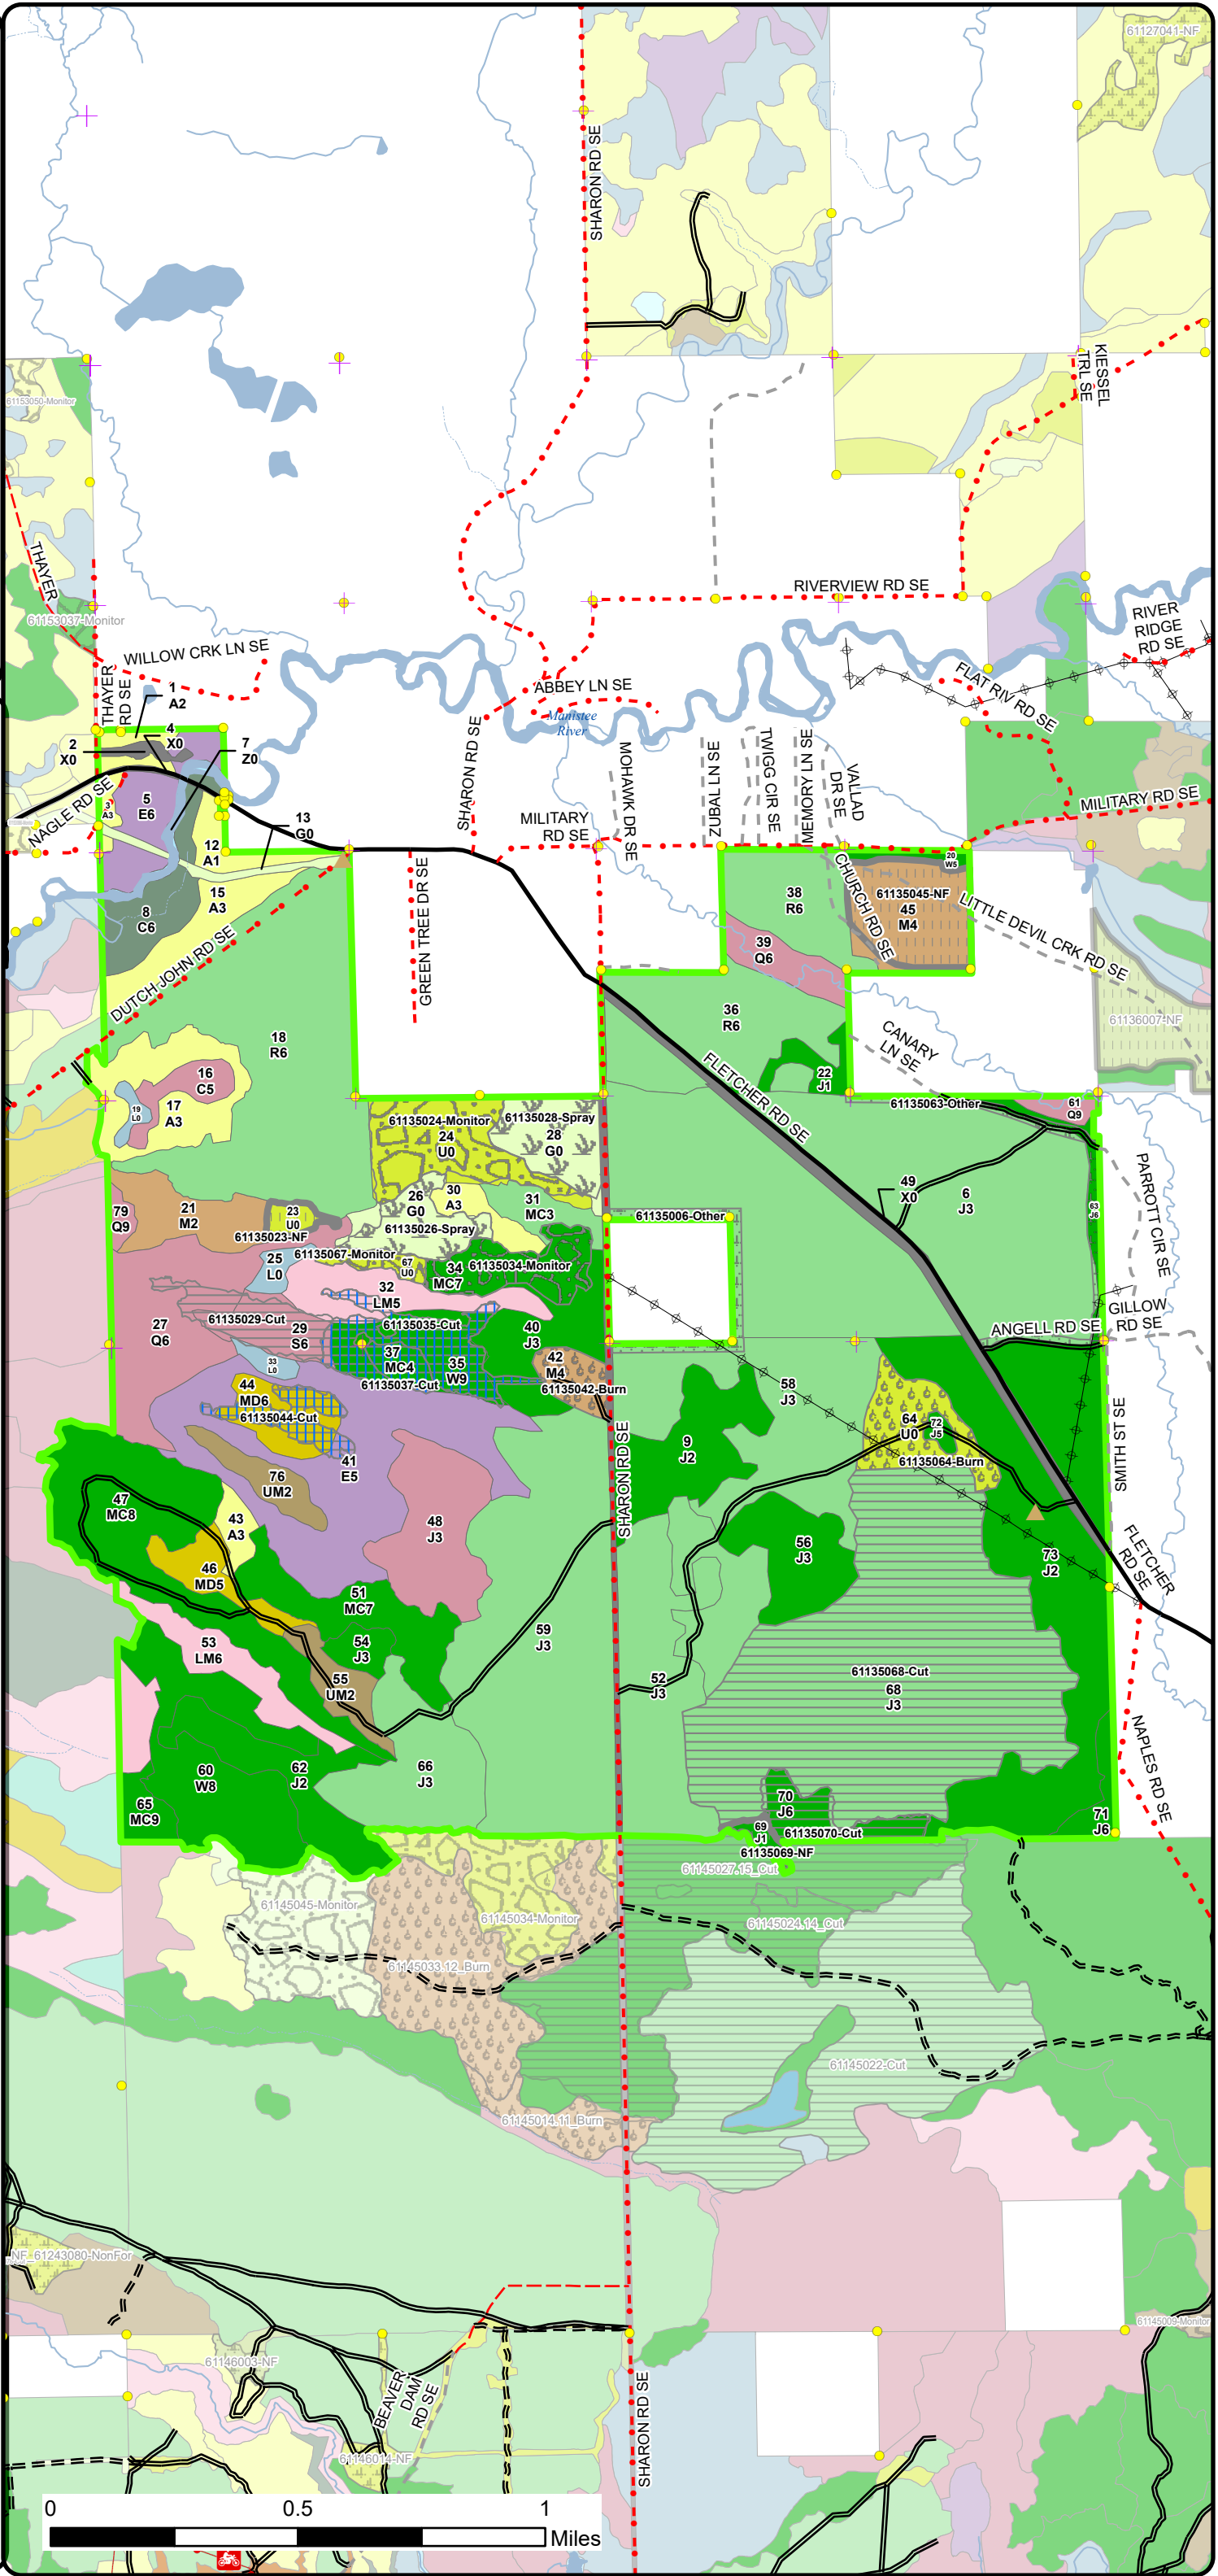 61127041-NF
SHARON RD SE
KIESSEL
TRL SE
61153050-Monitor
THAYER
61153037-Monitor
RIVERVIEW RD SE
RIVER
RIDGE
RD SE
WILLOW CRK LN SE
THAYER
RD SE
FLAT RIV RD SE
ABBEY LN SE
Manistee
River
1
A2
4
X0
2
X0
7
Z0
SHARON RD SE
MOHAWK DR SE
ZUBAL LN SE
TWIGG CIR SE
MEMORY LN SE
VALLAD
DR SE
MILITARY RD SE
NAGLE RD SE
3
A3
5
E6
13
G0
MILITARY
RD SE
12
A1
20
W5
GREEN TREE DR SE
CHURCH RD SE
38
R6
61135045-NF
45
M4
LITTLE DEVIL CRK RD SE
15
A3
8
C6
39
Q6
DUTCH JOHN RD SE
18
R6
36
R6
61136007-NF
CANARY
LN SE
FLETCHER RD SE
22
J1
16
C5
17
A3
19
L0
61135063-Other
61
Q9
61135024-Monitor
24
U0
61135028-Spray
28
G0
PARROTT CIR SE
49
X0
6
J3
63
J6
26
G0
30
A3
31
MC3
79
Q9
21
M2
23
U0
61135023-NF
61135026-Spray
61135006-Other
61135067-Monitor
67
U0
25
L0
34
MC7
61135034-Monitor
32
LM5
GILLOW
RD SE
61135029-Cut
29
S6
61135035-Cut
27
Q6
40
J3
ANGELL RD SE
37
MC4
35
W9
33
L0
42
M4
61135037-Cut
61135042-Burn
44
MD6
61135044-Cut
58
J3
64
U0
72
J5
SMITH ST SE
SHARON RD SE
9
J2
61135064-Burn
41
E5
76
UM2
47
MC8
43
A3
48
J3
56
J3
73
J2
FLETCHER
RD SE
46
MD5
51
MC7
59
J3
54
J3
53
LM6
55
UM2
52
J3
61135068-Cut
68
J3
NAPLES RD SE
60
W8
62
J2
66
J3
65
MC9
70
J6
71
J6
69
J1
61135070-Cut
61135069-NF
61145027.15_Cut
61145045-Monitor
61145034-Monitor
61145024.14_Cut
61145033.12_Burn
61145022-Cut
61145014.11_Burn
NF_61243080-NonFor
61145009-Monitor
61146003-NF
BEAVER
DAM
RD SE
SHARON RD SE
61146014-NF
0 0.5 1
Miles